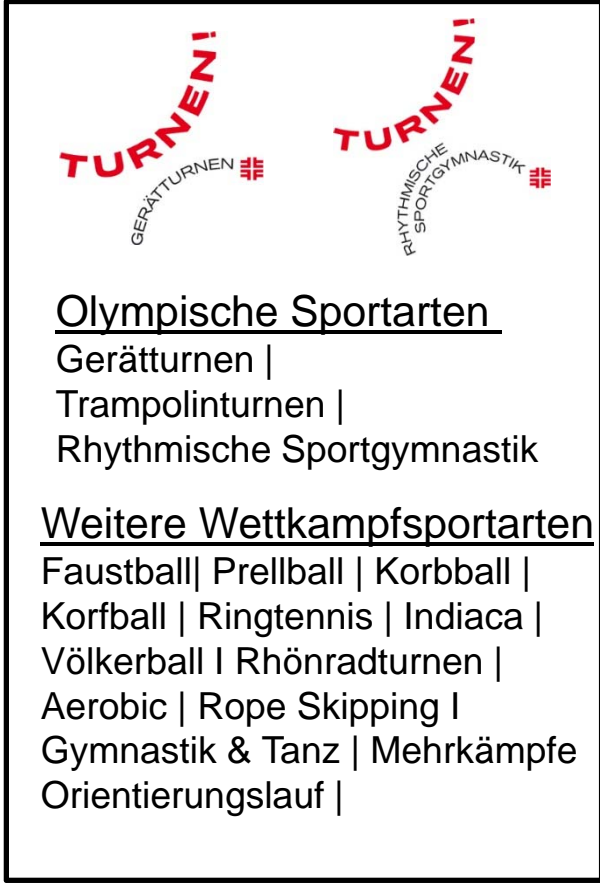 TURNEN!
GERÄTTURNEN
TURNEN!
RHYTHMISCHE
SPORTGYMNASTIK
Olympische Sportarten
Gerätturnen |
Trampolinturnen |
Rhythmische Sportgymnastik
Weitere Wettkampfsportarten
Faustball| Prellball | Korbball |
Korfball | Ringtennis | Indiaca |
Völkerball I Rhönradturnen |
Aerobic | Rope Skipping I
Gymnastik & Tanz | Mehrkämpfe
Orientierungslauf |